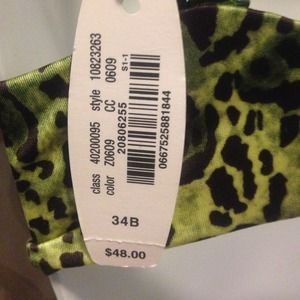 class 40200095 style 10823263
color Z0609 CC 0609
20806255
S1-1
0667525881844
34B
$48.00